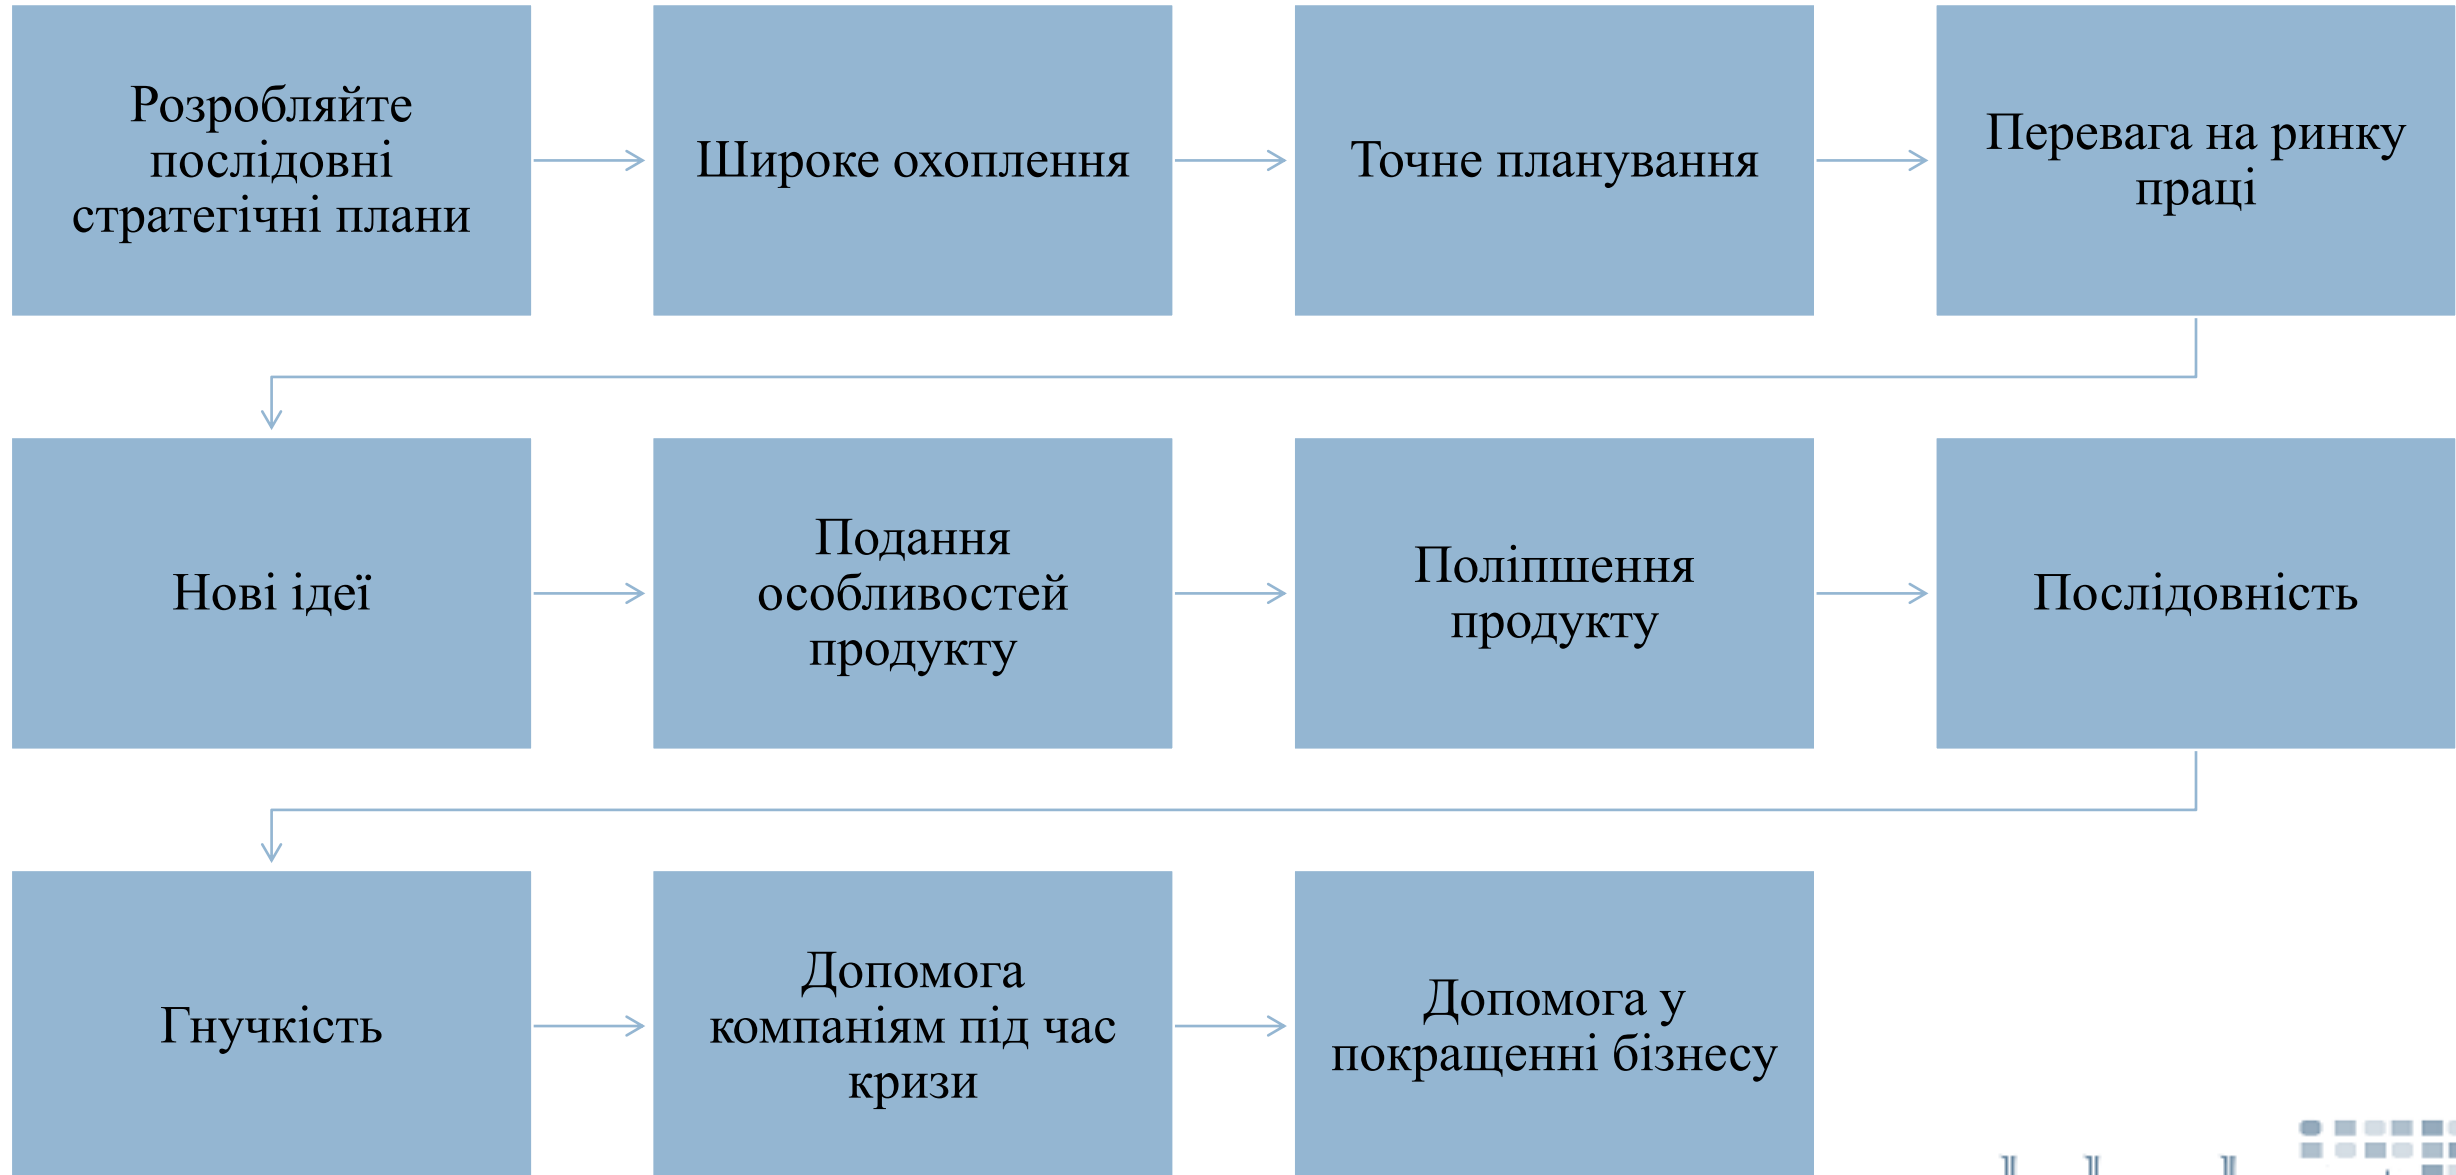 Розробляйте
послідовні
стратегічні плани
Широке охоплення
Точне планування
Перевага на ринку
праці
Нові ідеї
Подання
особливостей
продукту
Поліпшення
продукту
Послідовність
Гнучкість
Допомога
компаніям під час
кризи
Допомога у
покращенні бізнесу